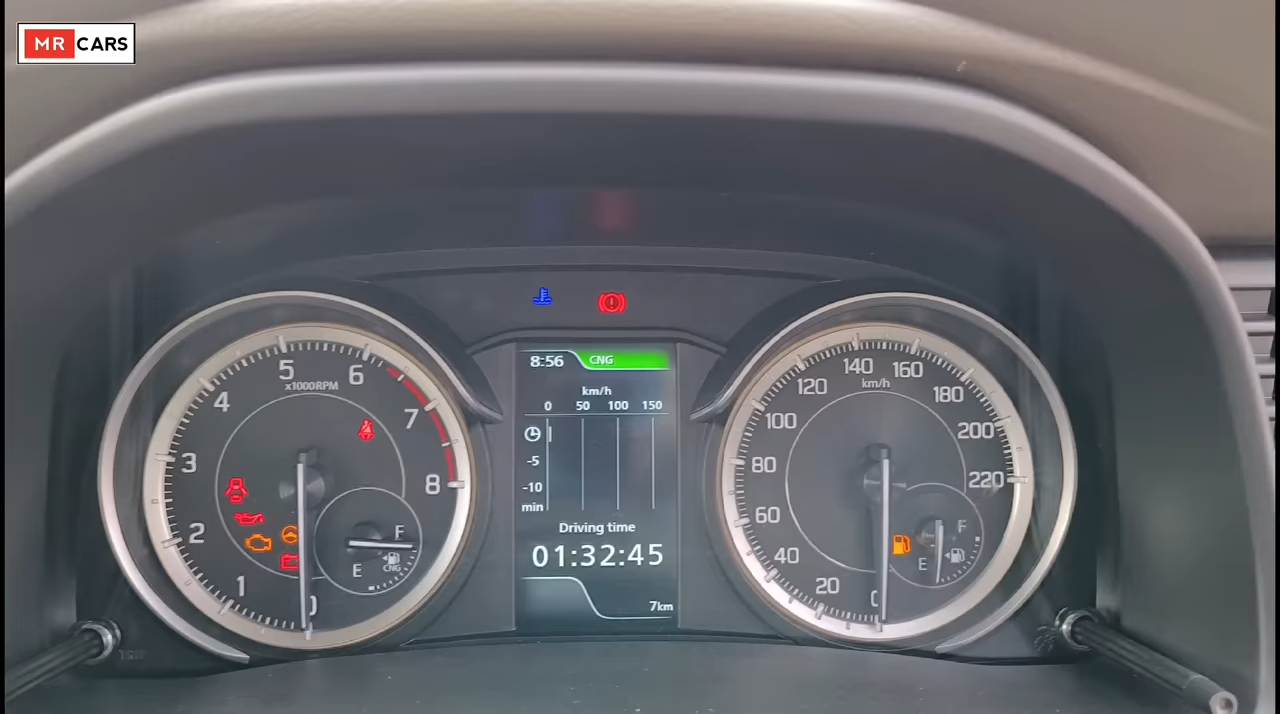 MR CARS
8:56 CNG
km/h
0 50 100 150
-5
-10
min
Driving time
01:32:45
7km
x1000RPM
0 1 2 3 4 5 6 7 8
F
E
CNG
km/h
0 20 40 60 80 100 120 140 160 180 200 220
F
E